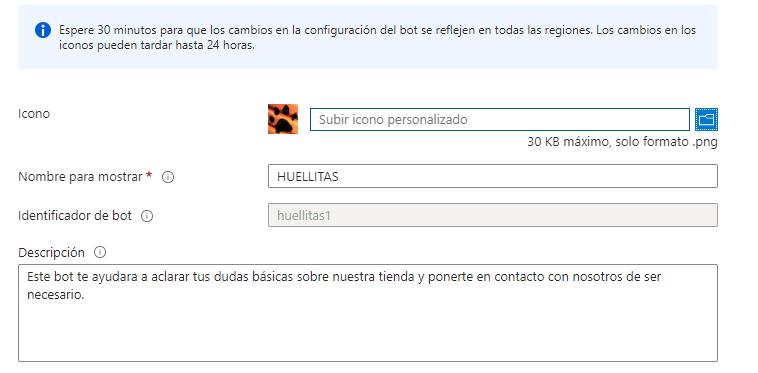 Espere 30 minutos para que los cambios en la configuración del bot se reflejen en todas las regiones. Los cambios en los
iconos pueden tardar hasta 24 horas.
Icono
Subir icono personalizado
30 KB máximo, solo formato .png
Nombre para mostrar *
HUELLITAS
Identificador de bot
huellitas1
Descripción
Este bot te ayudara a aclarar tus dudas básicas sobre nuestra tienda y ponerte en contacto con nosotros de ser
necesario.